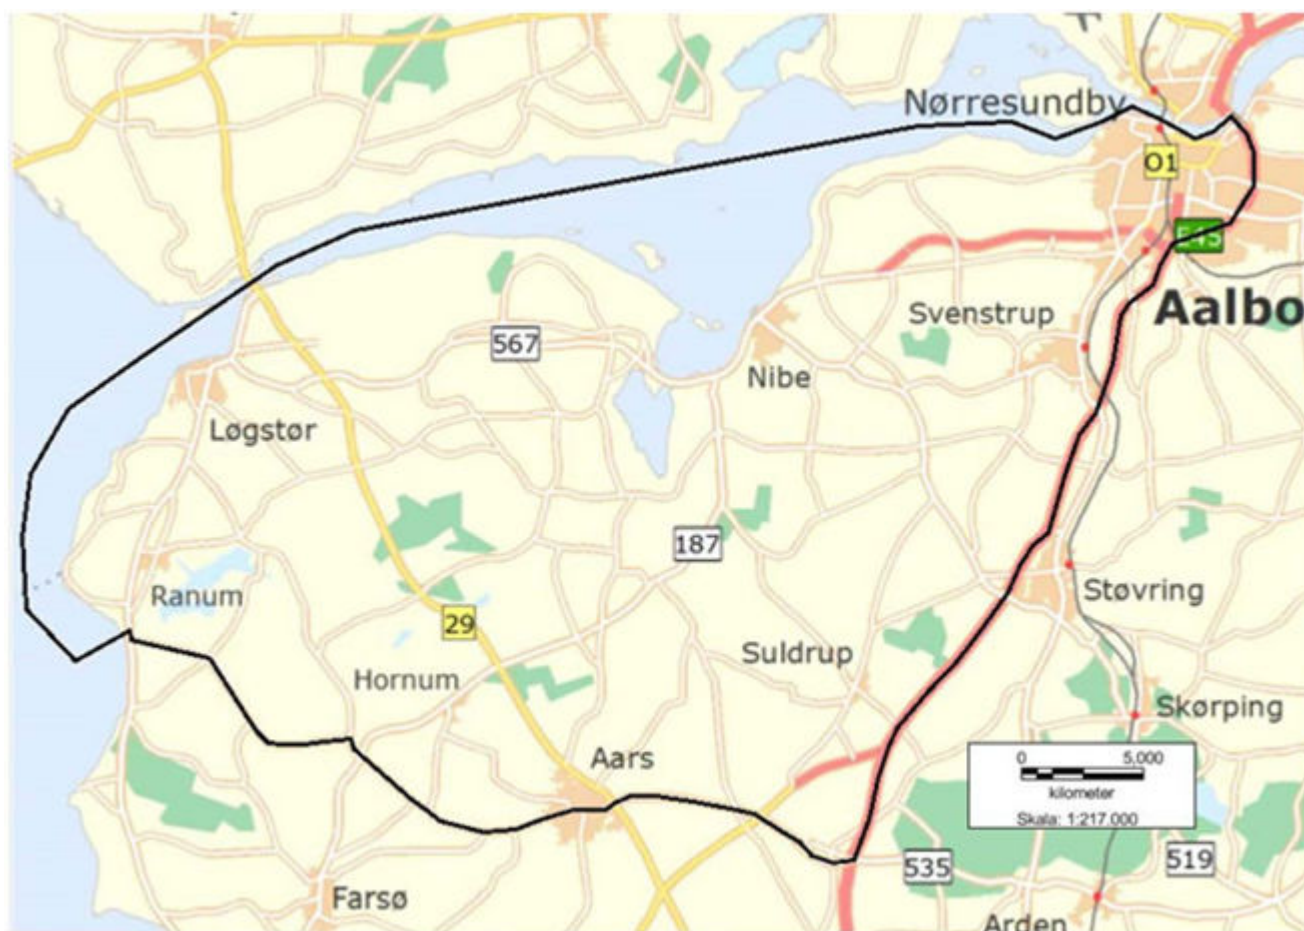 Nørresundby
O1
E45
Aalbo
Svenstrup
567
Nibe
Løgstør
187
Ranum
Støvring
29
Suldrup
Hornum
Skørping
Aars
0 5,000
kilometer
Skala: 1:217.000
535
519
Farsø
Arden